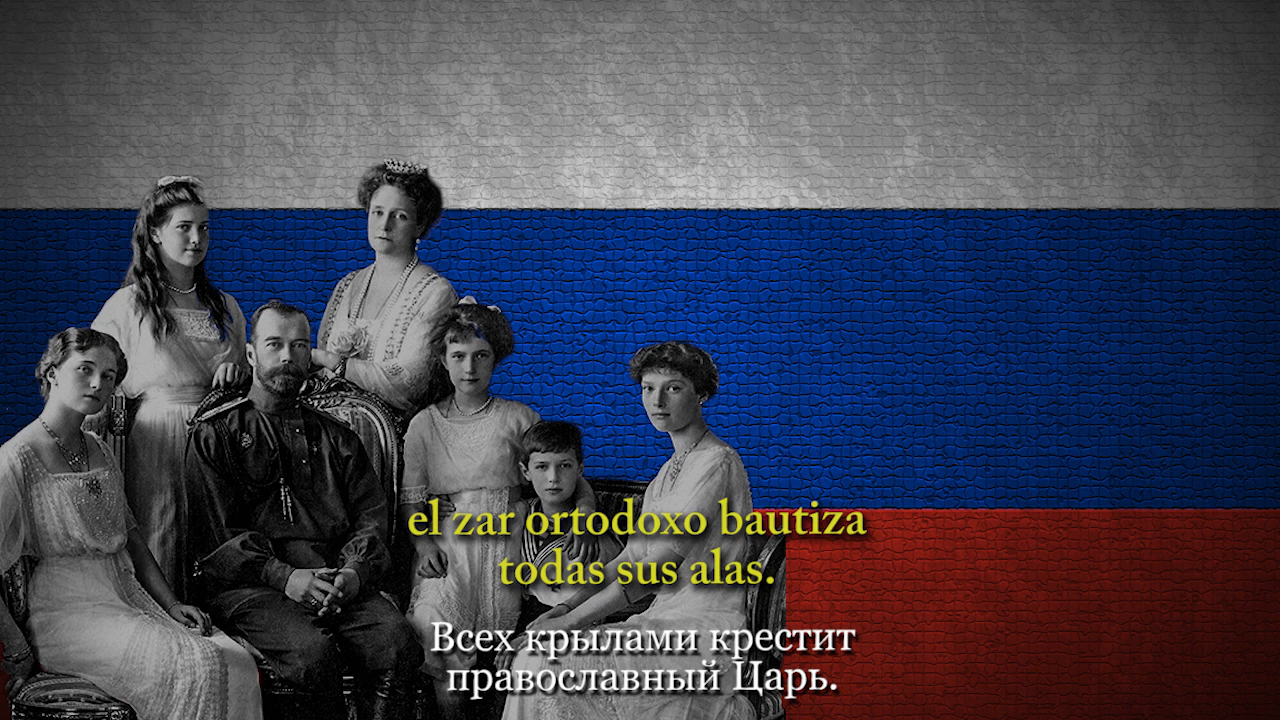 el zar ortodoxo bautiza
todas sus alas.
Всех крылами крестит
православный Царь.